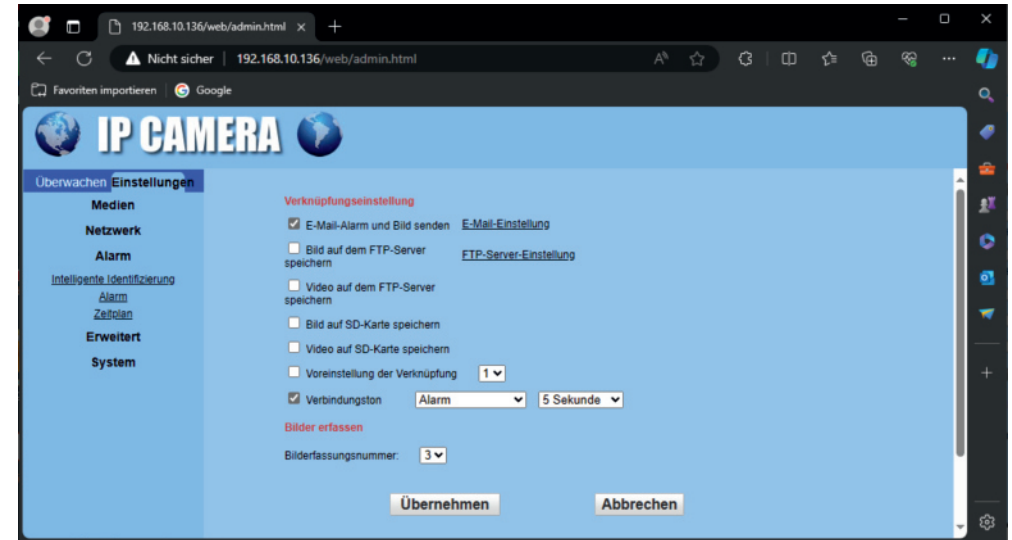 192.168.10.136/web/admin.html
Nicht sicher | 192.168.10.136/web/admin.html
Favoriten importieren Google
IP CAMERA
Überwachen Einstellungen
Medien
Netzwerk
Alarm
Intelligente Identifizierung
Alarm
Zeitplan
Erweitert
System
Verknüpfungseinstellung
E-Mail-Alarm und Bild senden E-Mail-Einstellung
Bild auf dem FTP-Server
speichern
FTP-Server-Einstellung
Video auf dem FTP-Server
speichern
Bild auf SD-Karte speichern
Video auf SD-Karte speichern
Voreinstellung der Verknüpfung 1
Verbindungston Alarm 5 Sekunde
Bilder erfassen
Bilderfassungsnummer: 3
Übernehmen Abbrechen